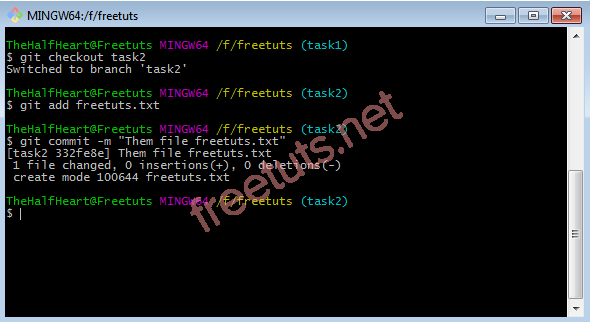 MINGW64:/f/freetuts
TheHalfHeart@Freetuts MINGW64 /f/freetuts (task1)
$ git checkout task2
Switched to branch 'task2'
TheHalfHeart@Freetuts MINGW64 /f/freetuts (task2)
$ git add freetuts.txt
TheHalfHeart@Freetuts MINGW64 /f/freetuts (task2)
$ git commit -m "Them file freetuts.txt"
[task2 332fe8e] Them file freetuts.txt
 1 file changed, 0 insertions(+), 0 deletions(-)
 create mode 100644 freetuts.txt
TheHalfHeart@Freetuts MINGW64 /f/freetuts (task2)
$
freetuts.net